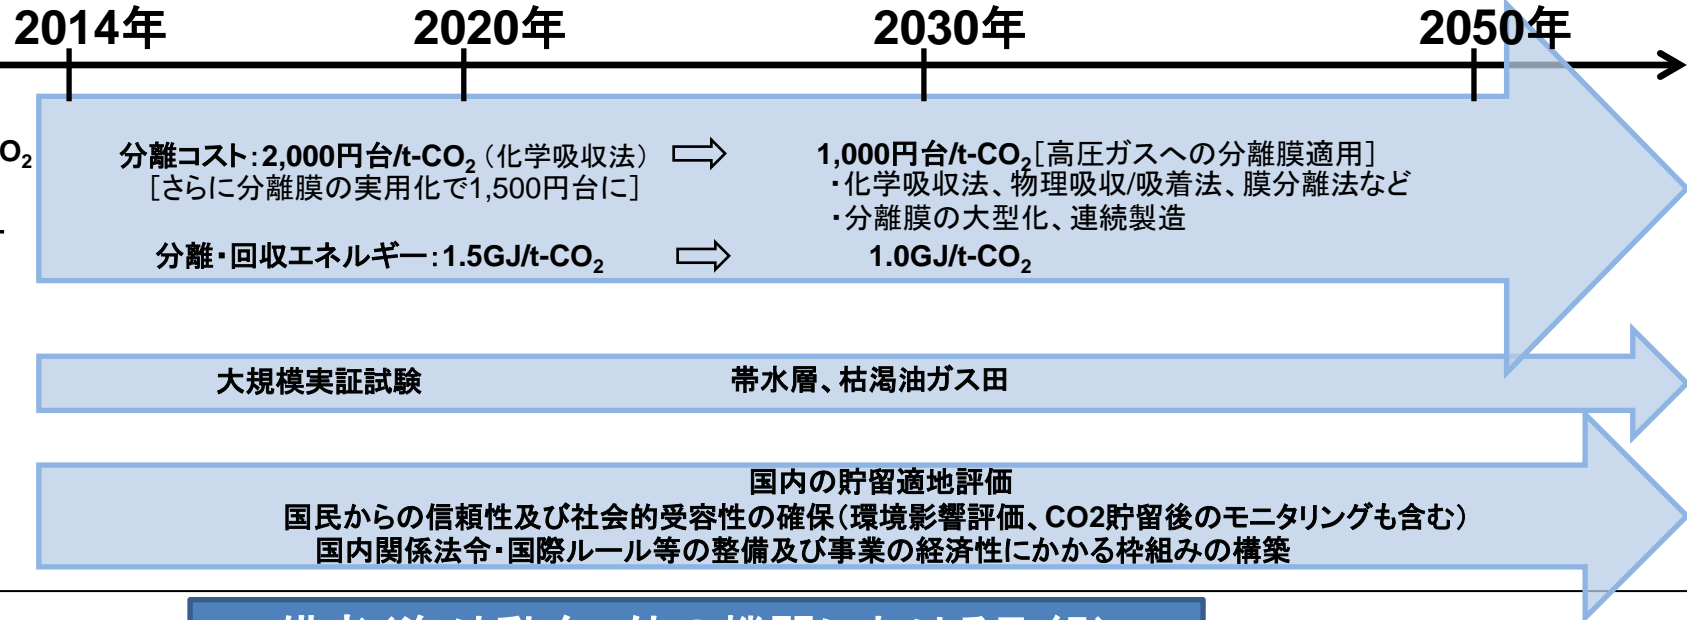 2014年 2020年 2030年 2050年
O₂
分離コスト:2,000円台/t-CO₂(化学吸収法) ⇨ 1,000円台/t-CO₂[高圧ガスへの分離膜適用]
[さらに分離膜の実用化で1,500円台に] ・化学吸収法、物理吸収/吸着法、膜分離法など
・分離膜の大型化、連続製造
分離・回収エネルギー:1.5GJ/t-CO₂ ⇨ 1.0GJ/t-CO₂
大規模実証試験 帯水層、枯渇油ガス田
国内の貯留適地評価
国民からの信頼性及び社会的受容性の確保(環境影響評価、CO2貯留後のモニタリングも含む)
国内関係法令・国際ルール等の整備及び事業の経済性にかかる枠組みの構築